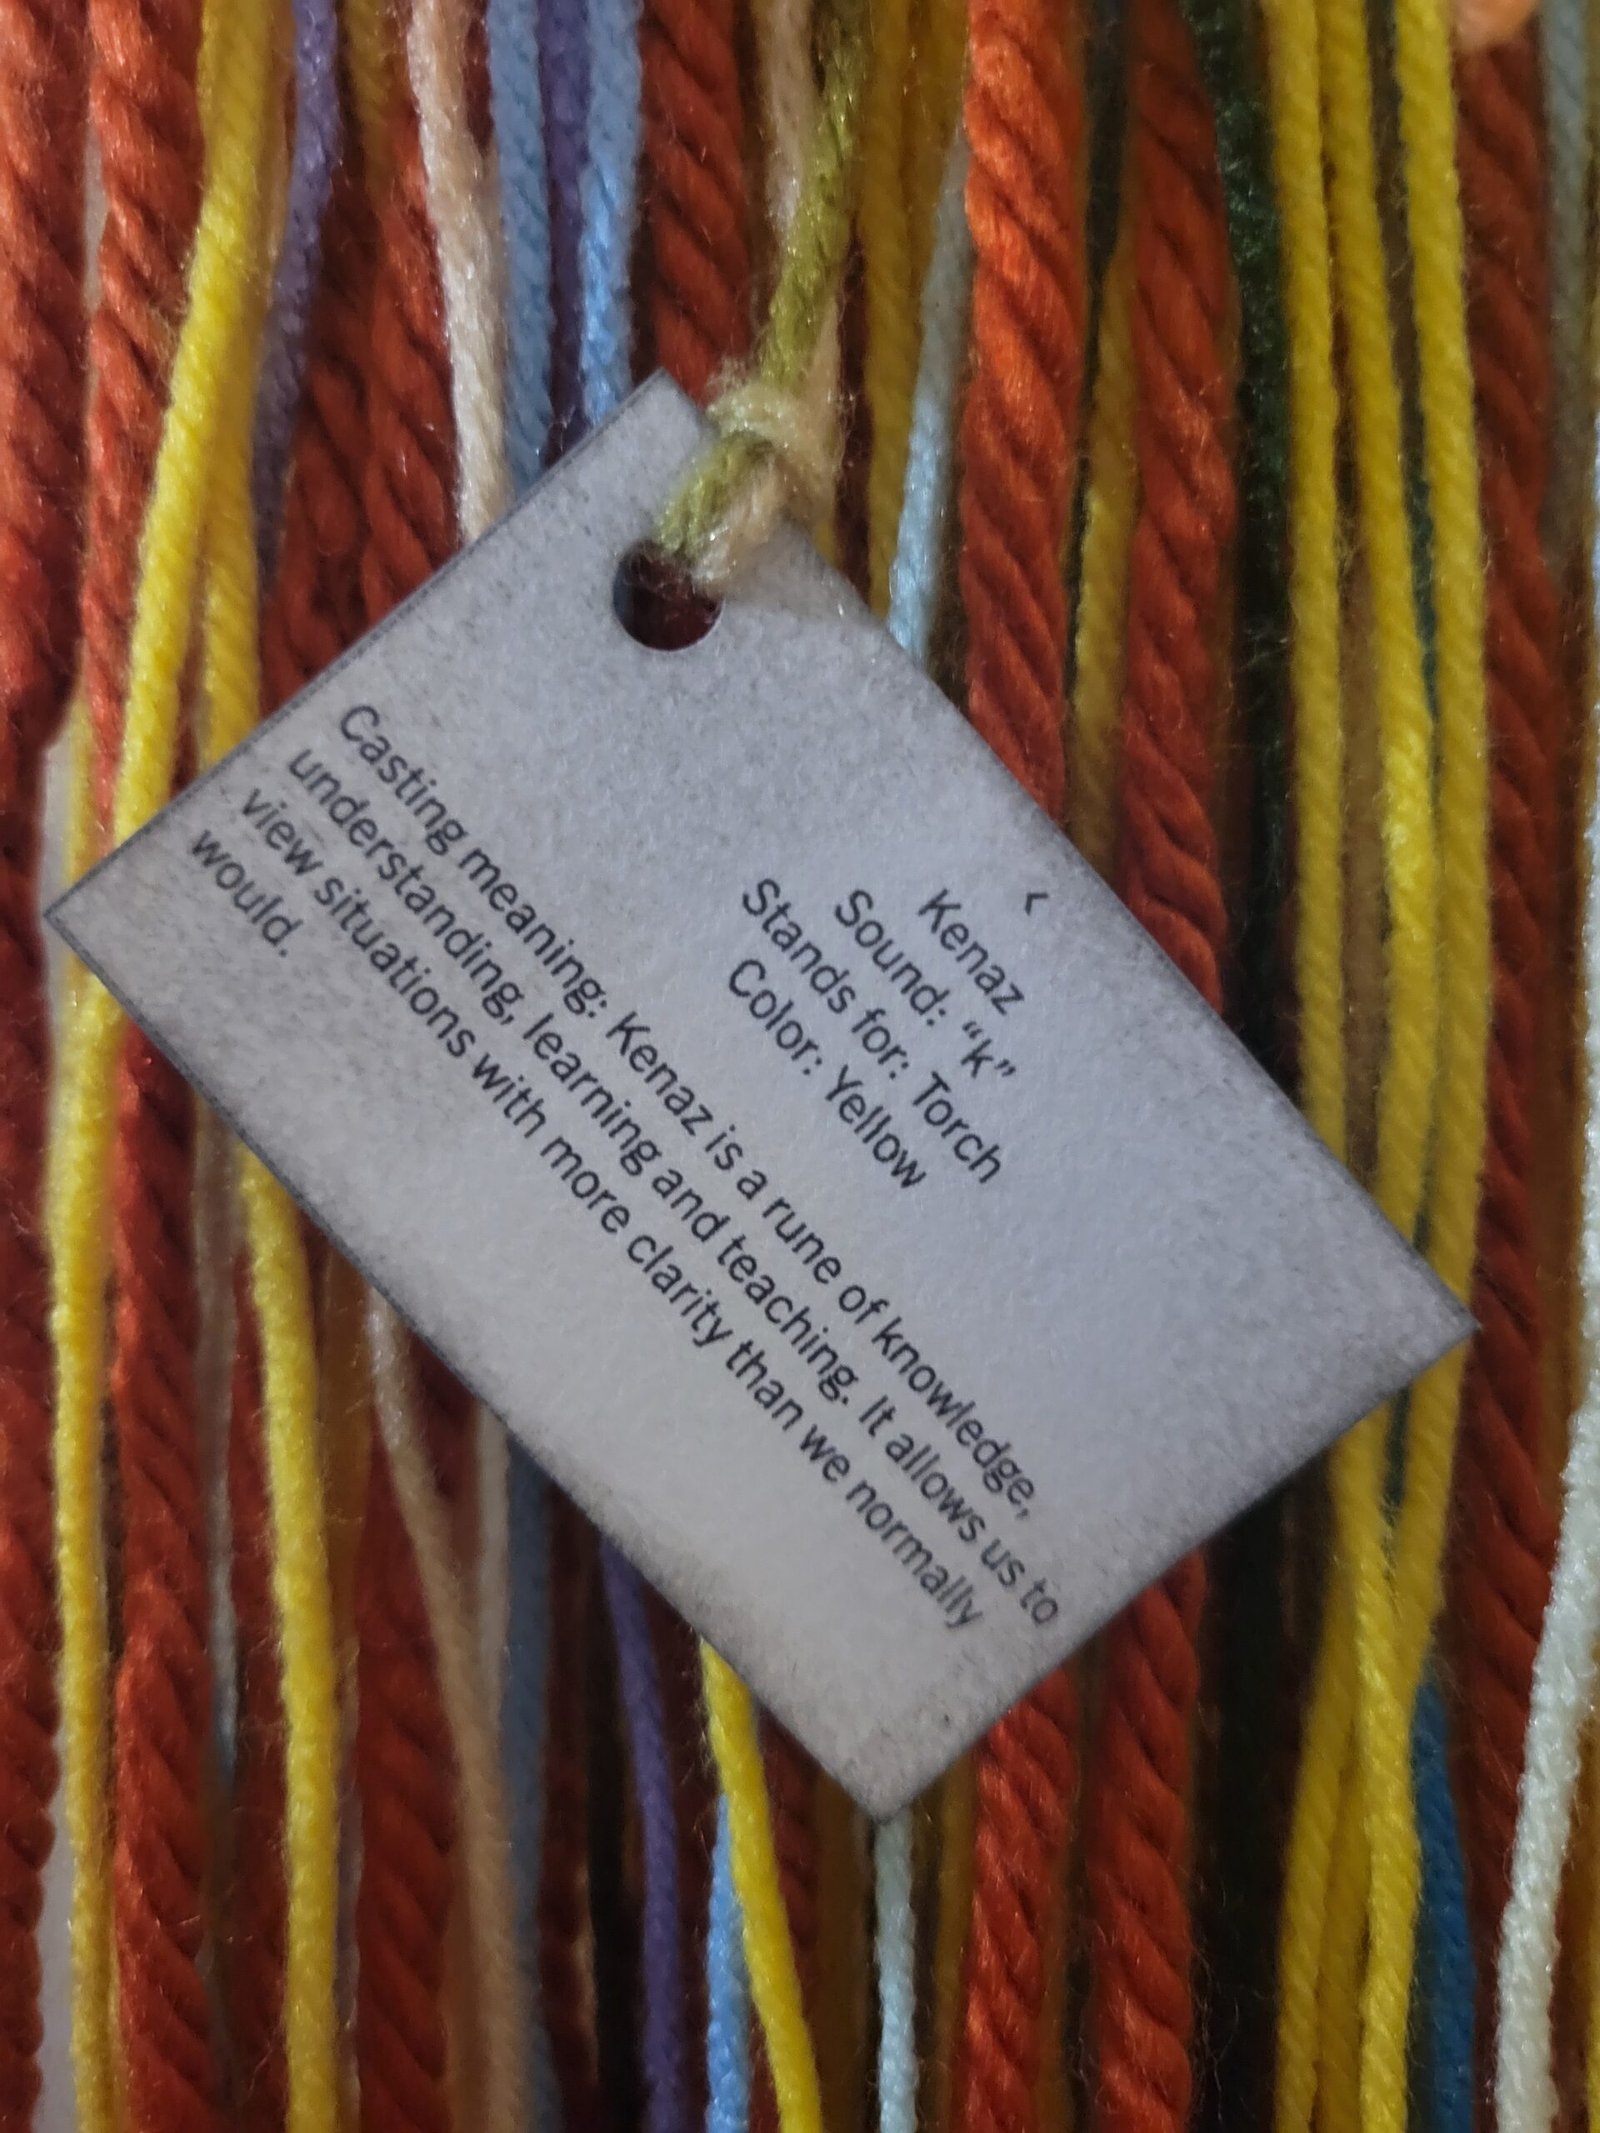 ᚲ
Kenaz
Sound: “k”
Stands for: Torch
Color: Yellow
Casting meaning: Kenaz is a rune of knowledge,
understanding, learning and teaching. It allows us to
view situations with more clarity than we normally
would.